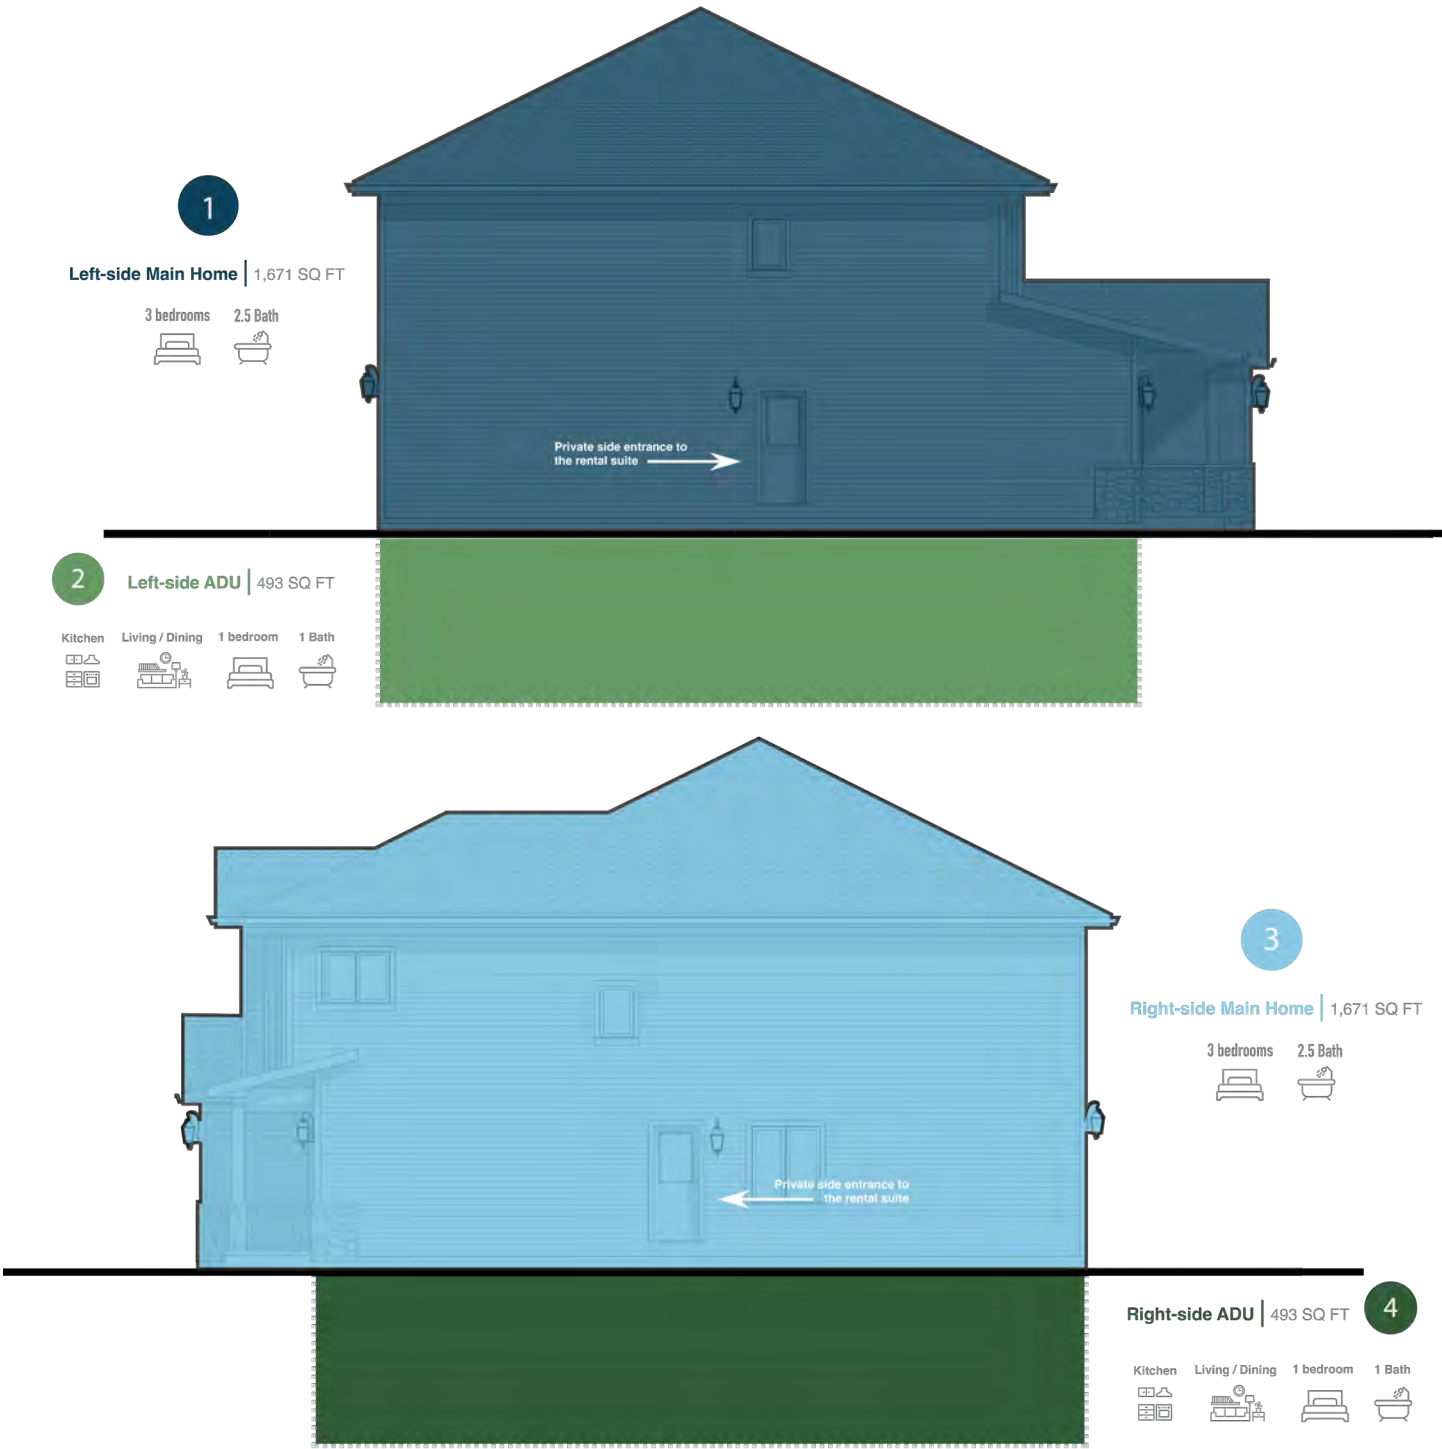 1
Left-side Main Home | 1,671 SQ FT
3 bedrooms 2.5 Bath
Private side entrance to
the rental suite
2 Left-side ADU | 493 SQ FT
Kitchen Living / Dining 1 bedroom 1 Bath
3
Right-side Main Home | 1,671 SQ FT
3 bedrooms 2.5 Bath
Private side entrance to
the rental suite
Right-side ADU | 493 SQ FT 4
Kitchen Living / Dining 1 bedroom 1 Bath